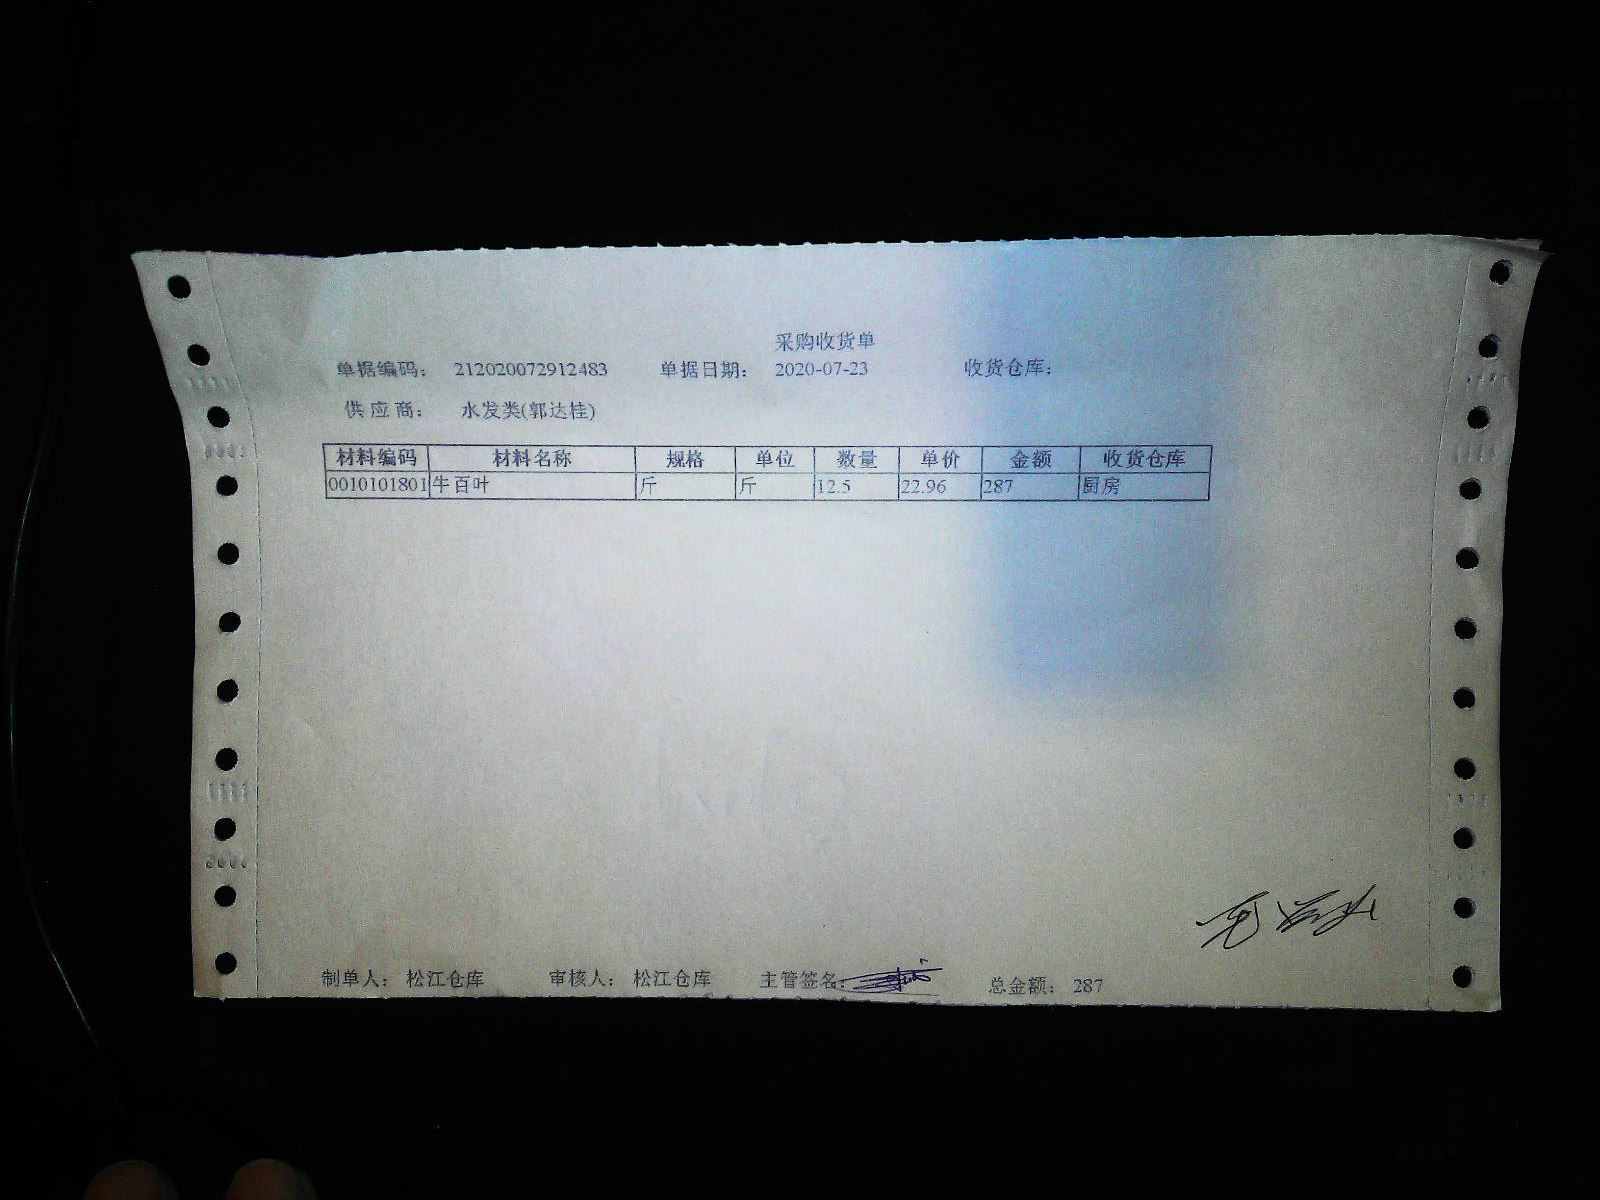 采购收货单
单据编码： 212020072912483 单据日期： 2020-07-23 收货仓库：
供应商： 水发类(郭达桂)
材料编码 材料名称 规格 单位 数量 单价 金额 收货仓库
0010101801 牛百叶 斤 斤 12.5 22.96 287 厨房
制单人： 松江仓库 审核人： 松江仓库 主管签名： 总金额： 287